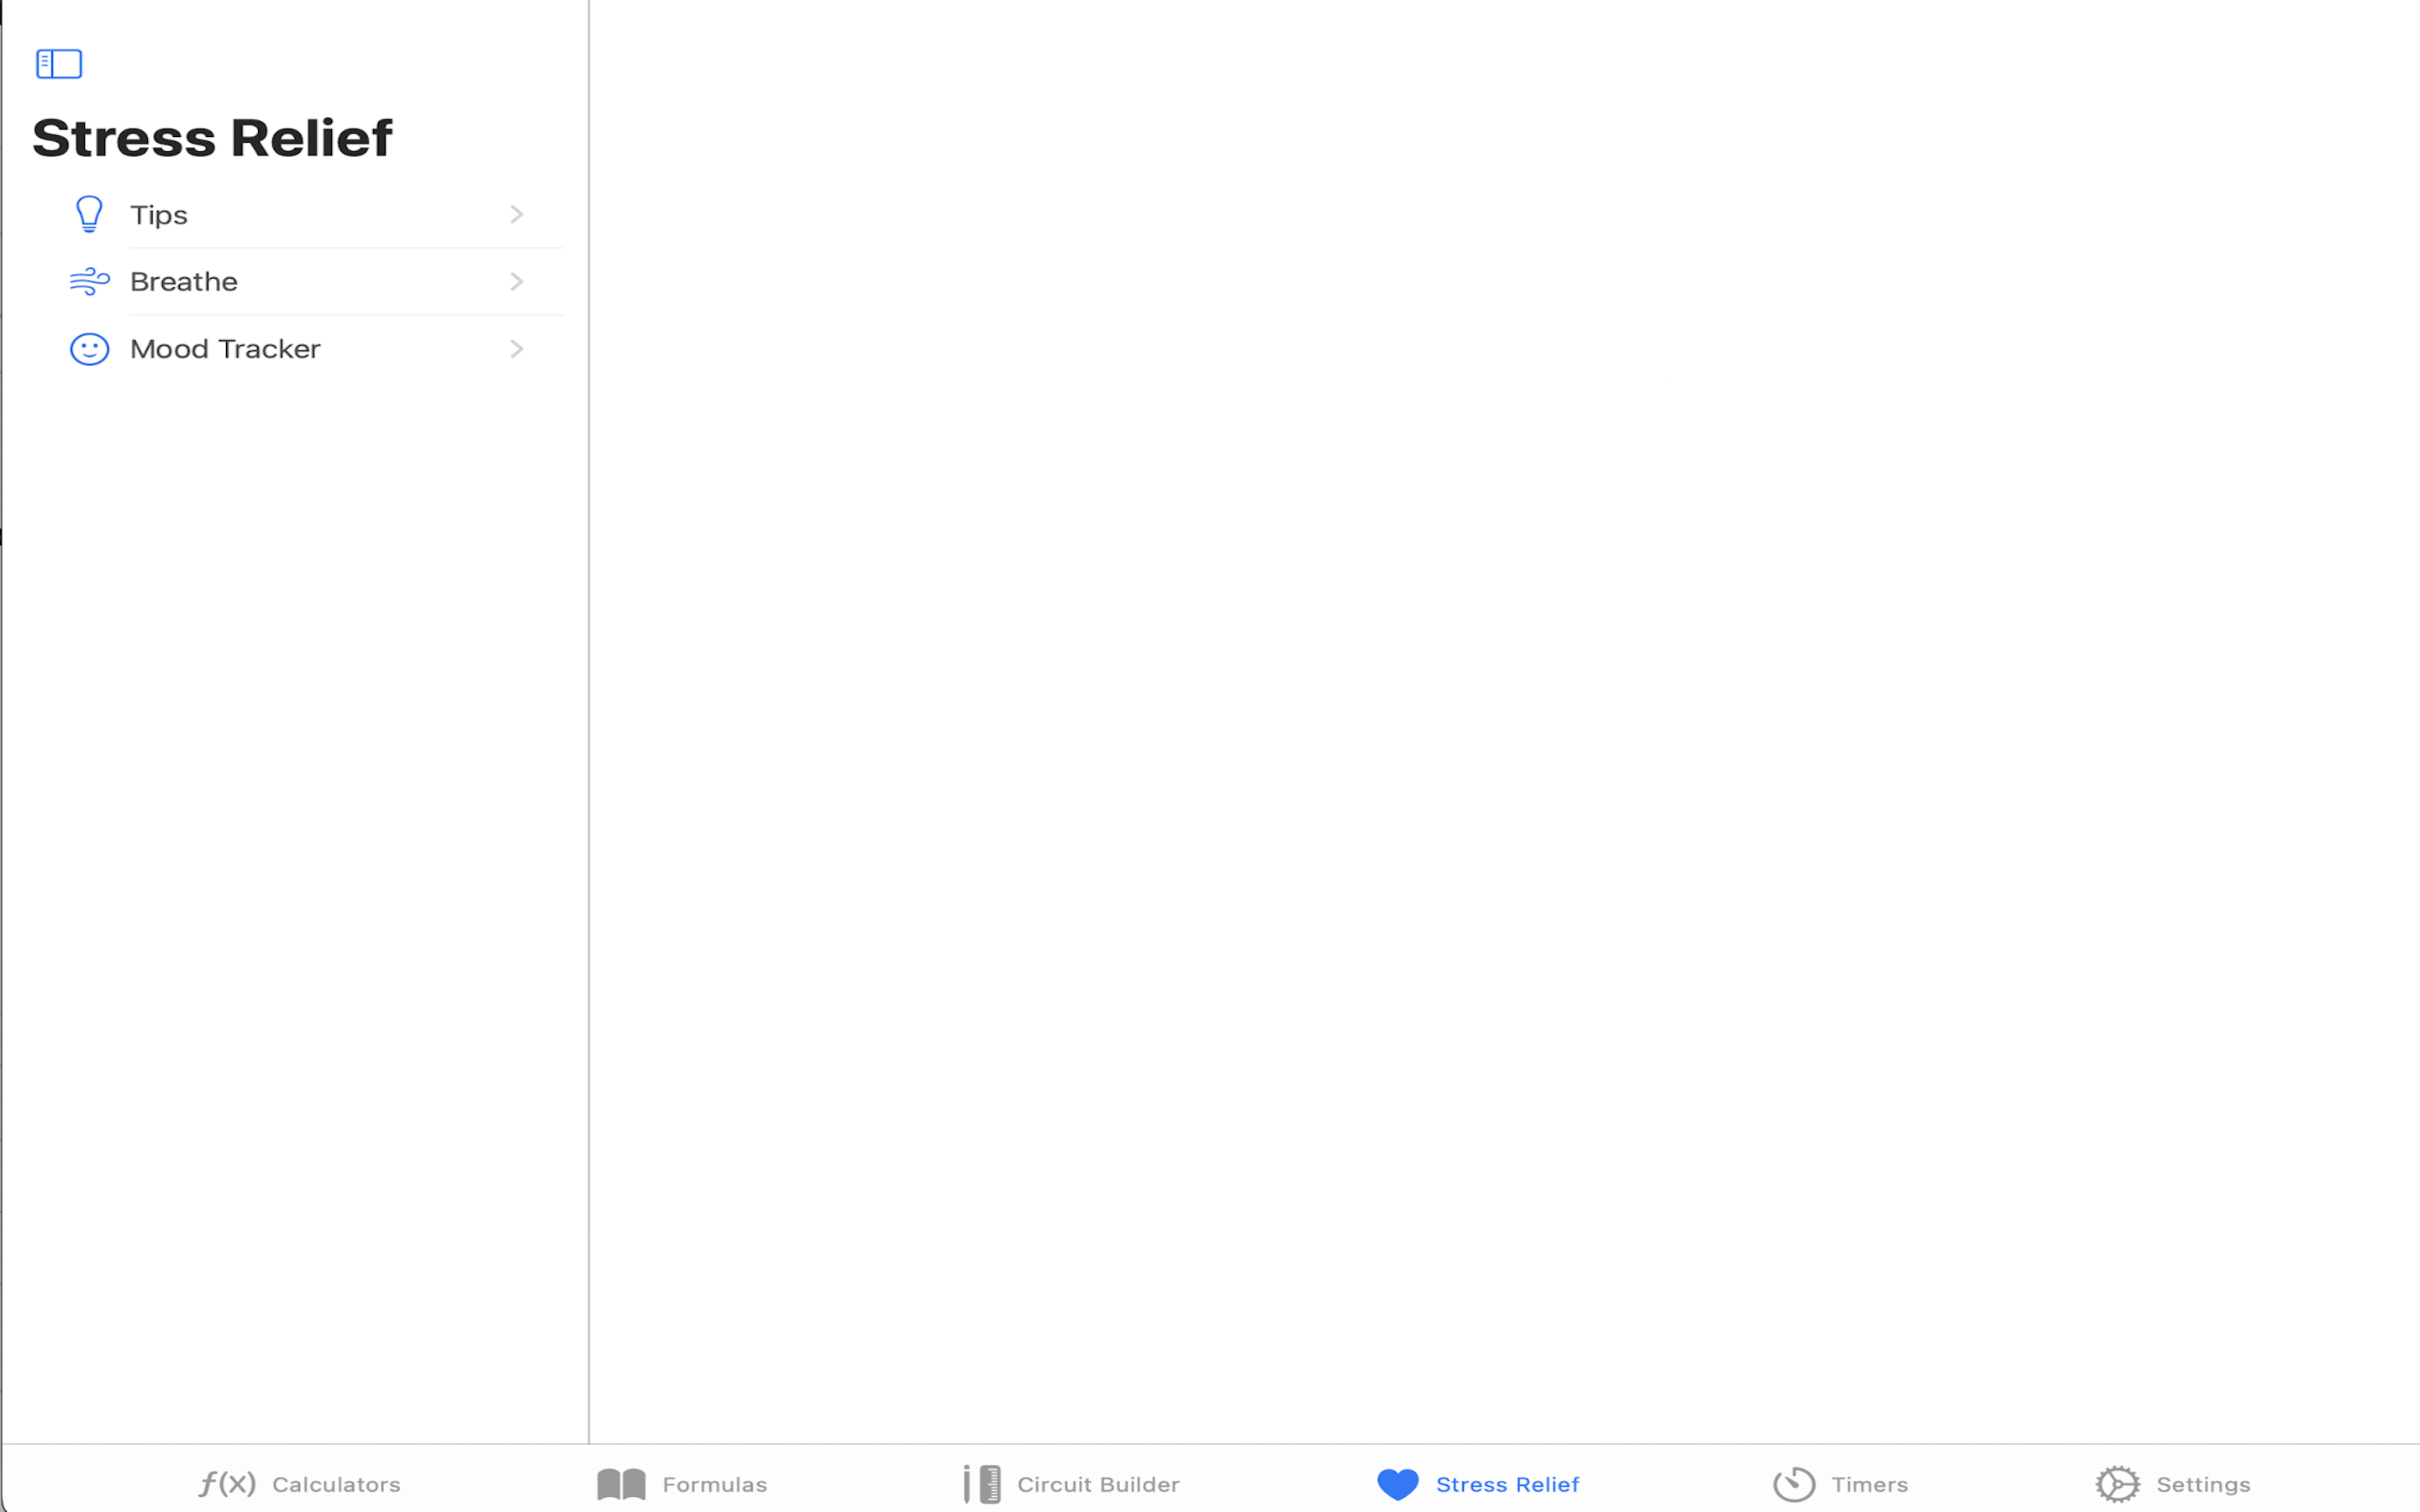 Stress Relief
Tips
Breathe
Mood Tracker
f(x) Calculators
Formulas
Circuit Builder
Stress Relief
Timers
Settings